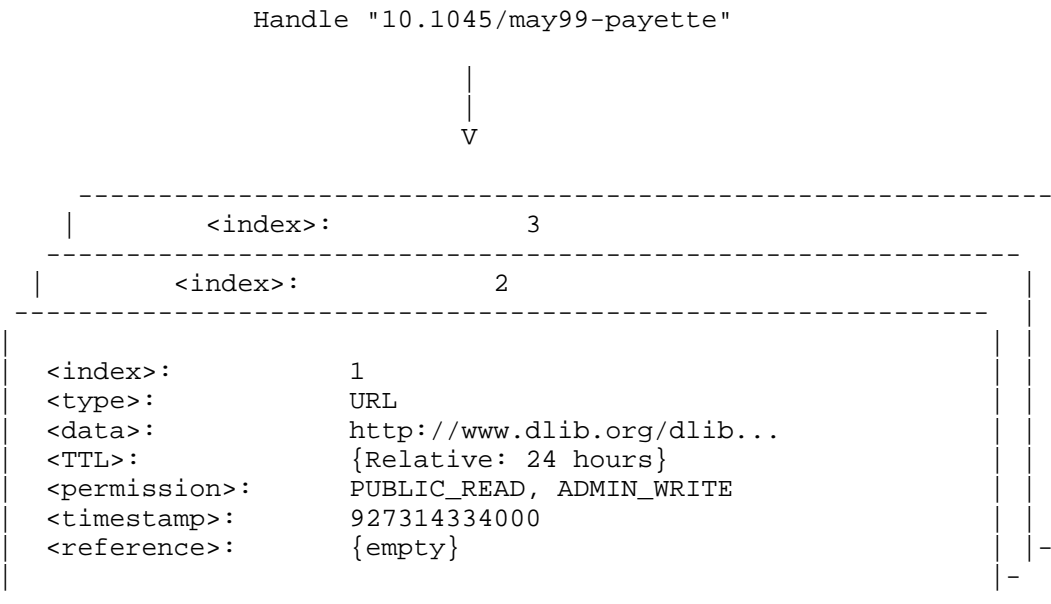 Handle "10.1045/may99-payette"
<index>: 3
<index>: 2
<index>: 1
<type>: URL
<data>: http://www.dlib.org/dlib...
<TTL>: {Relative: 24 hours}
<permission>: PUBLIC_READ, ADMIN_WRITE
<timestamp>: 927314334000
<reference>: {empty}